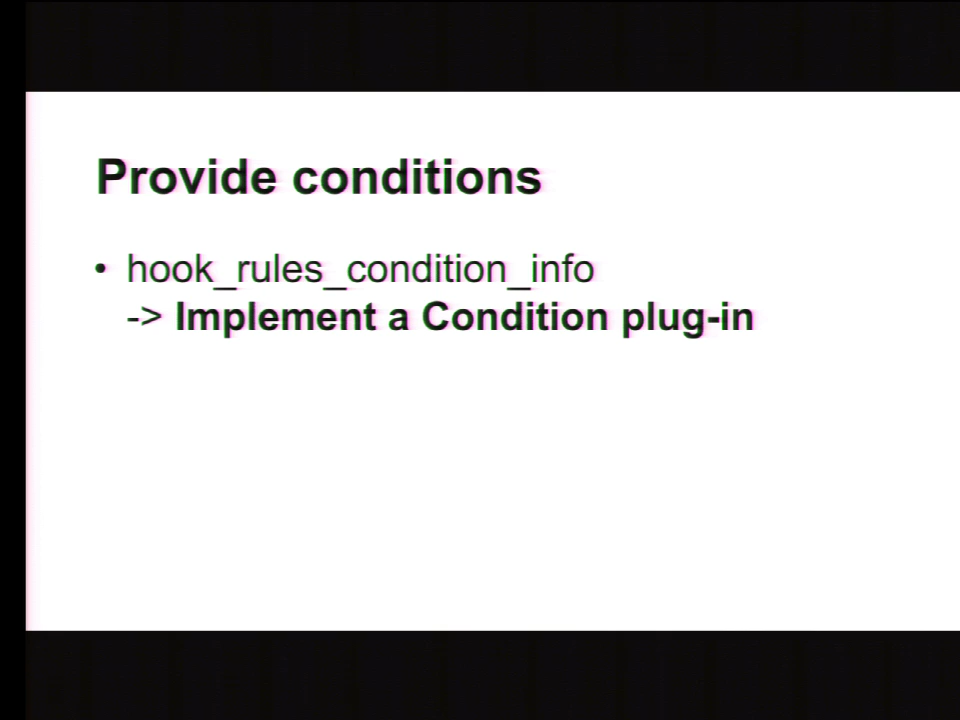 Provide conditions
• hook_rules_condition_info
-> Implement a Condition plug-in